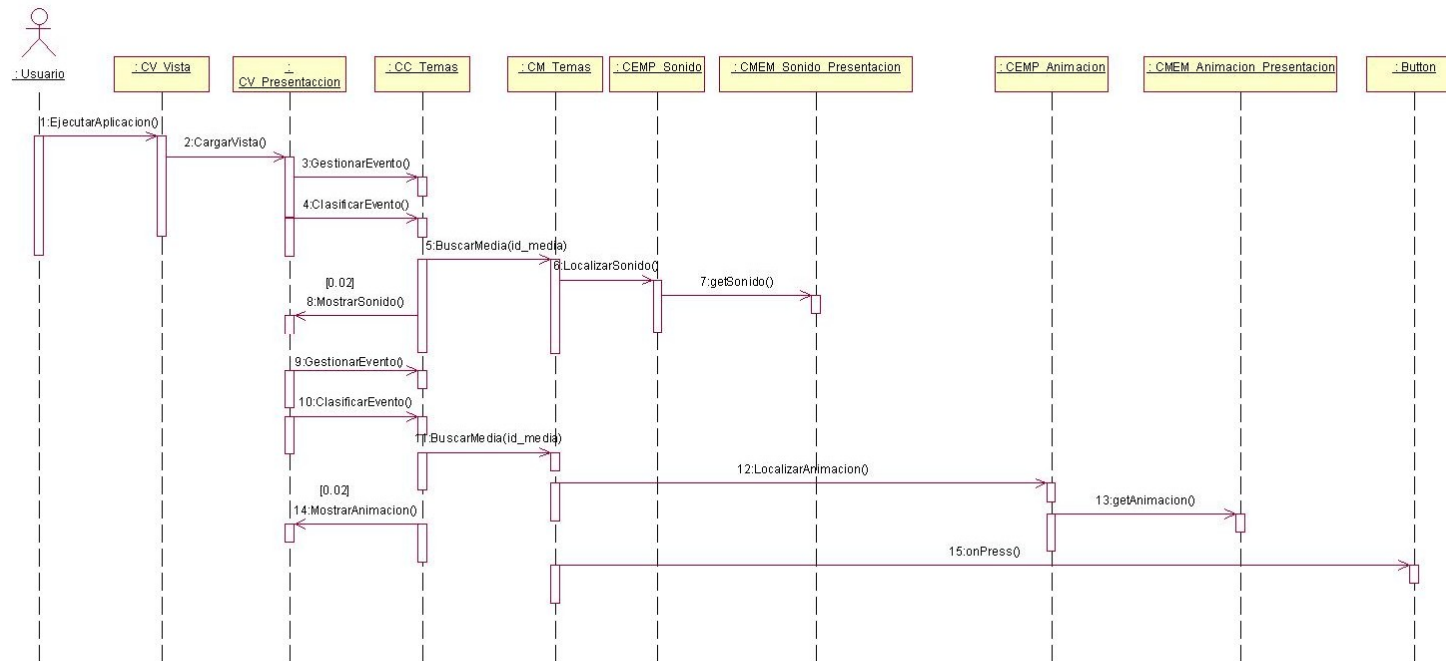 : Usuario
: CV_Vista
:
CV_Presentaccion
: CC_Temas
: CM_Temas
: CEMP_Sonido
: CMEM_Sonido_Presentacion
: CEMP_Animacion
: CMEM_Animacion_Presentacion
: Button
1:EjecutarAplicacion()
2:CargarVista()
3:GestionarEvento()
4:ClasificarEvento()
5:BuscarMedia(id_media)
6:LocalizarSonido()
7:getSonido()
[0.02]
8:MostrarSonido()
9:GestionarEvento()
10:ClasificarEvento()
11:BuscarMedia(id_media)
12:LocalizarAnimacion()
13:getAnimacion()
[0.02]
14:MostrarAnimacion()
15:onPress()